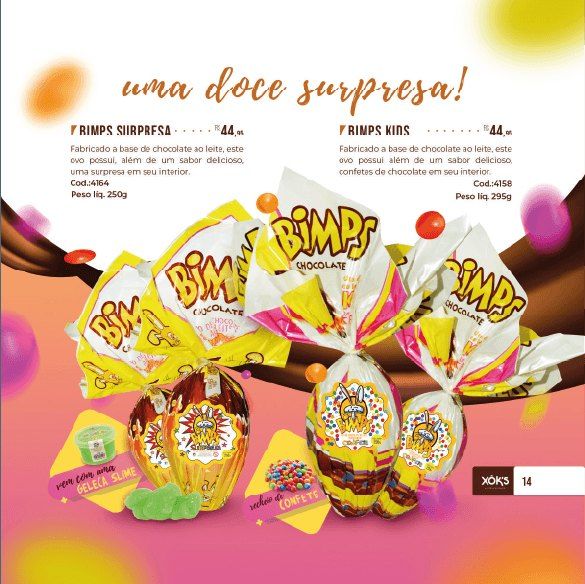 uma doce surpresa!
BIMPS SURPRESA
R$ 44,90
Fabricado a base de chocolate ao leite, este
ovo possui, além de um sabor delicioso,
uma surpresa em seu interior.
Cod.:4164
Peso líq. 250g
BIMPS KIDS
R$ 44,90
Fabricado a base de chocolate ao leite, este
ovo possui além de um sabor delicioso,
confetes de chocolate em seu interior.
Cod.:4158
Peso líq. 295g
BiMPS
BiMPS
BiMPS
CHOCOLATE
BiMPS
CHOCOLATE
vem com uma
GELECA SLIME
+
recheio de
CONFETE
+
XÖK'S
14